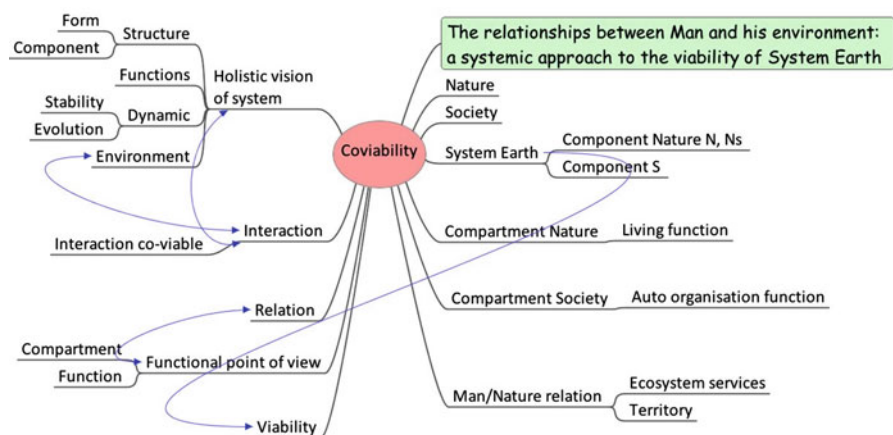 The relationships between Man and his environment:
a systemic approach to the viability of System Earth
Form
Component
Structure
Functions
Stability
Evolution
Dynamic
Environment
Holistic vision
of system
Interaction co-viable
Interaction
Relation
Compartment
Function
Functional point of view
Viability
Coviability
Nature
Society
System Earth
Component Nature N, Ns
Component S
Compartment Nature
Living function
Compartment Society
Auto organisation function
Man/Nature relation
Ecosystem services
Territory